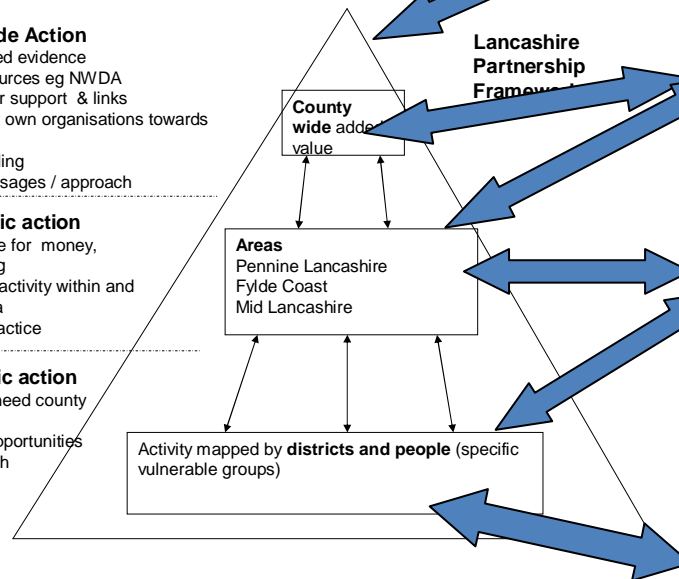 de Action
ed evidence
urces eg NWDA
r support & links
own organisations towards
ing
sages / approach
ic action
e for money,
g
activity within and
a
actice
ic action
need county
pportunities
h
Lancashire
Partnership
County
wide added
value
Areas
Pennine Lancashire
Fylde Coast
Mid Lancashire
Activity mapped by districts and people (specific
vulnerable groups)